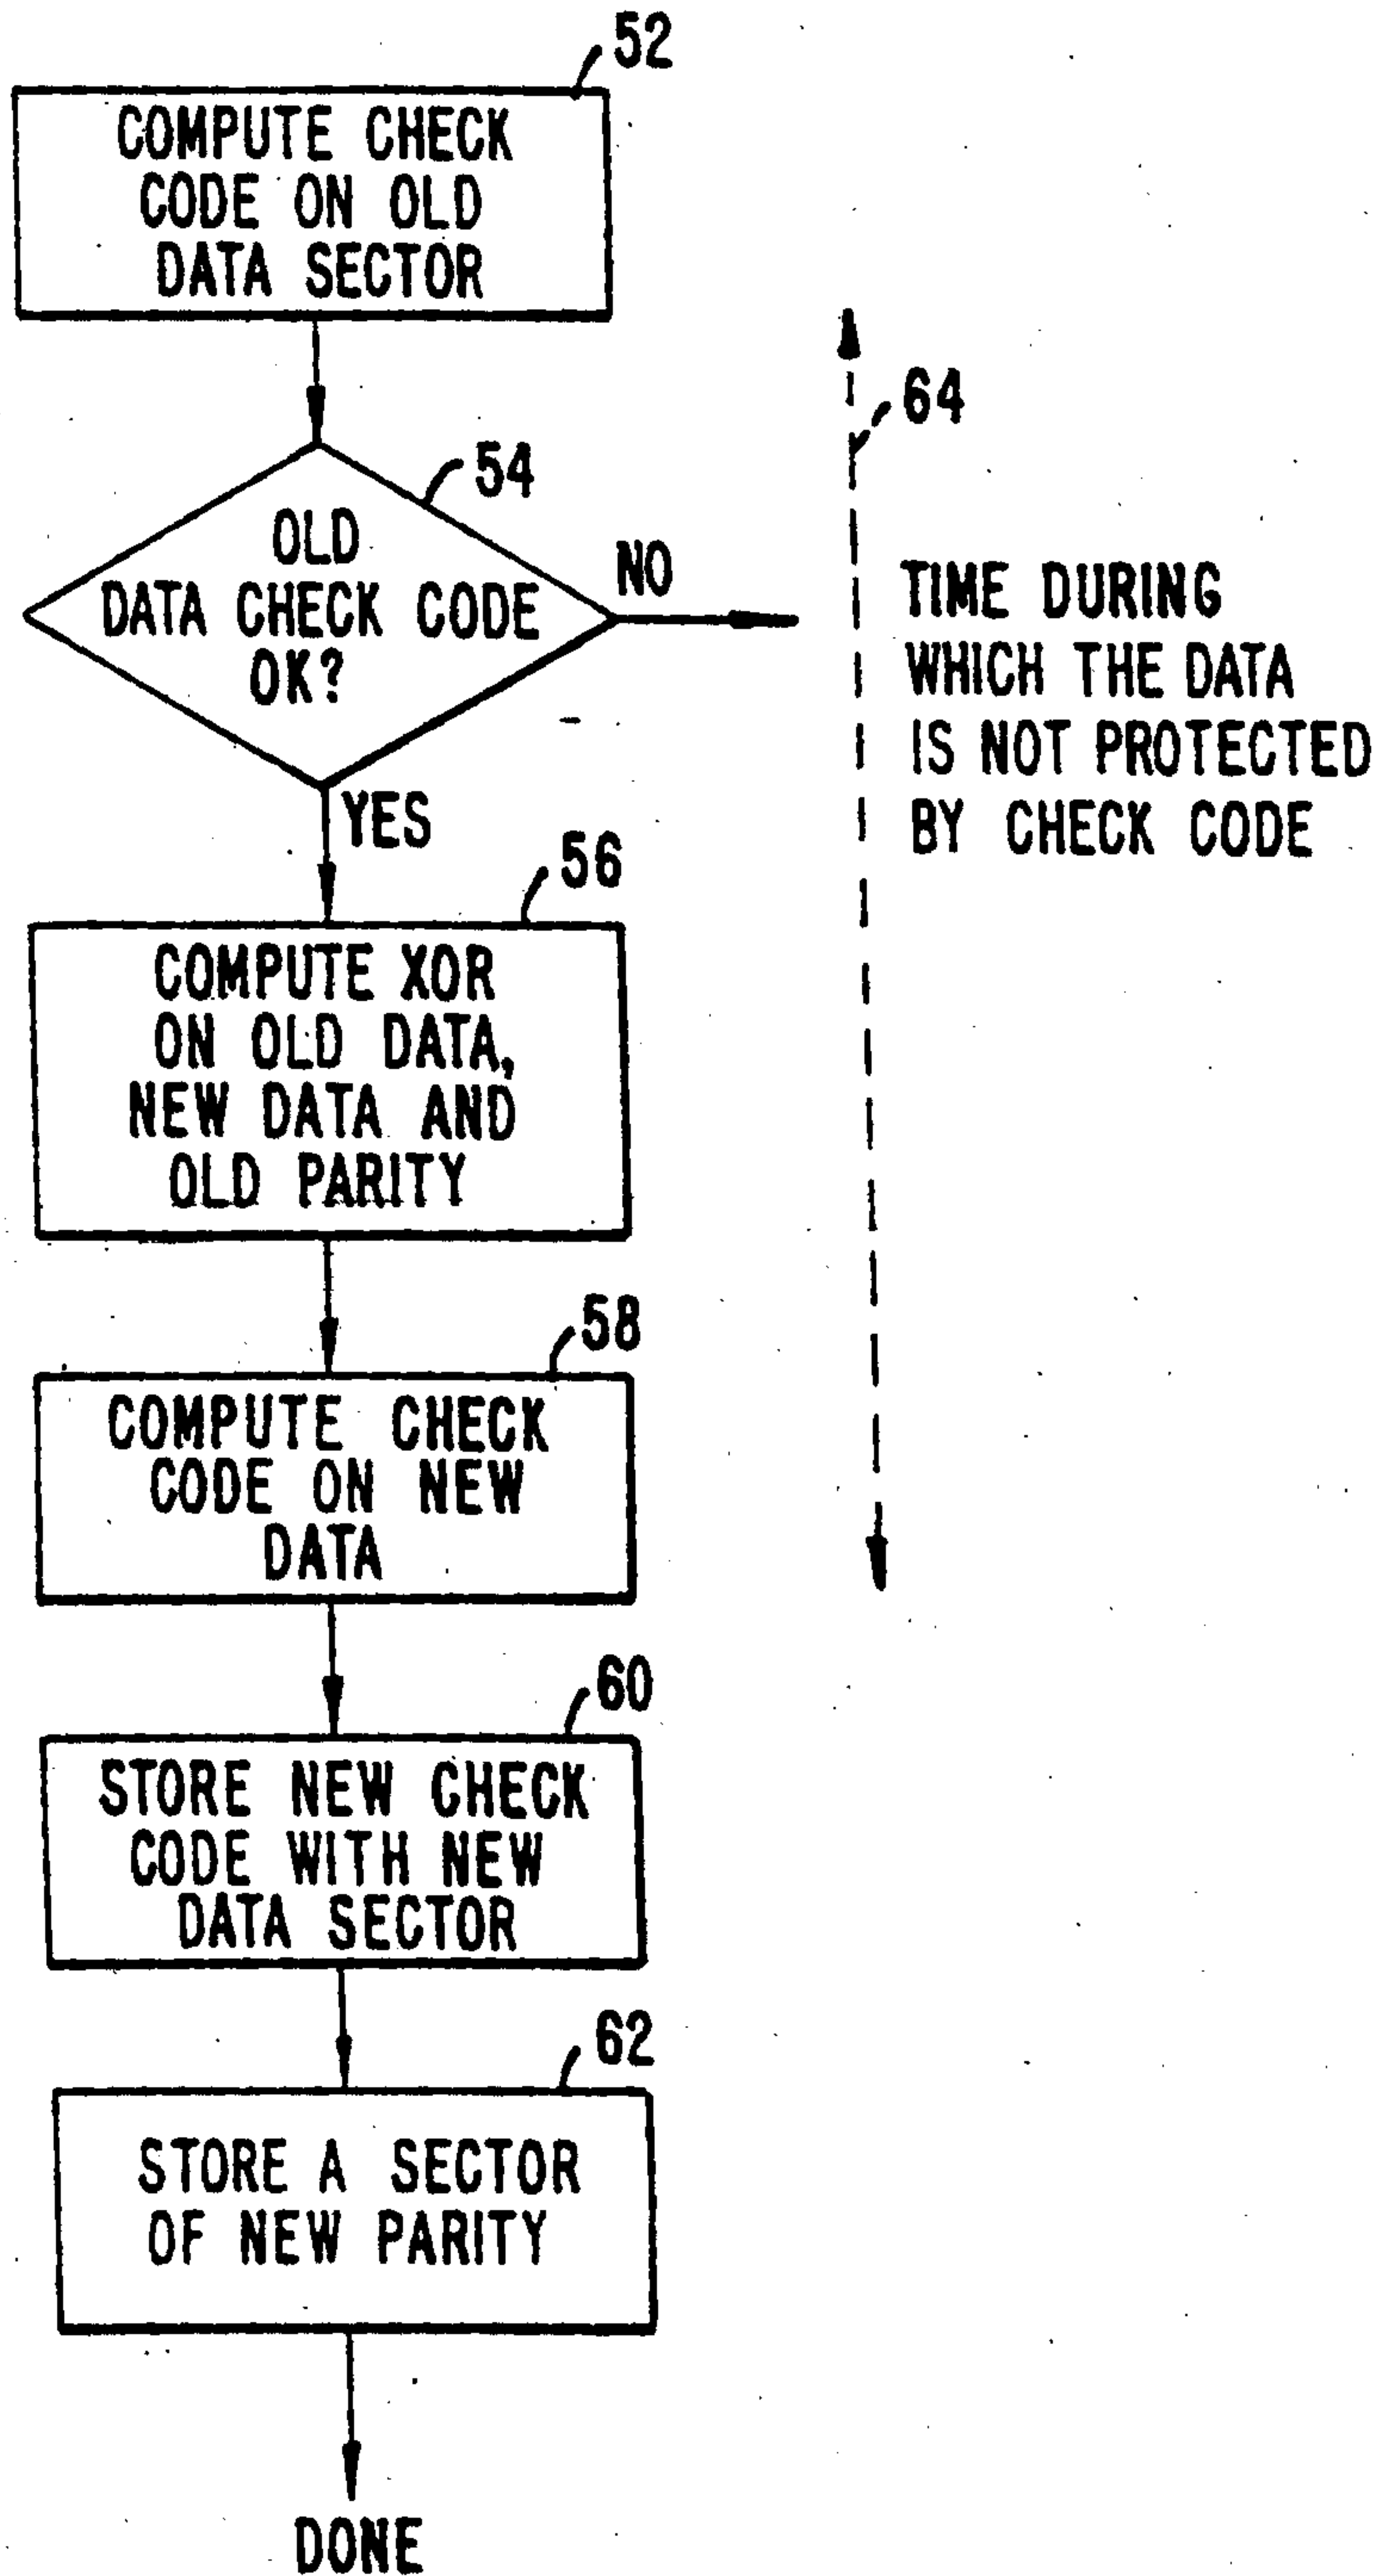 52
COMPUTE CHECK
CODE ON OLD
DATA SECTOR
54
OLD
DATA CHECK CODE
OK?
NO
YES
64
TIME DURING
WHICH THE DATA
IS NOT PROTECTED
BY CHECK CODE
56
COMPUTE XOR
ON OLD DATA,
NEW DATA AND
OLD PARITY
58
COMPUTE CHECK
CODE ON NEW
DATA
60
STORE NEW CHECK
CODE WITH NEW
DATA SECTOR
62
STORE A SECTOR
OF NEW PARITY
DONE